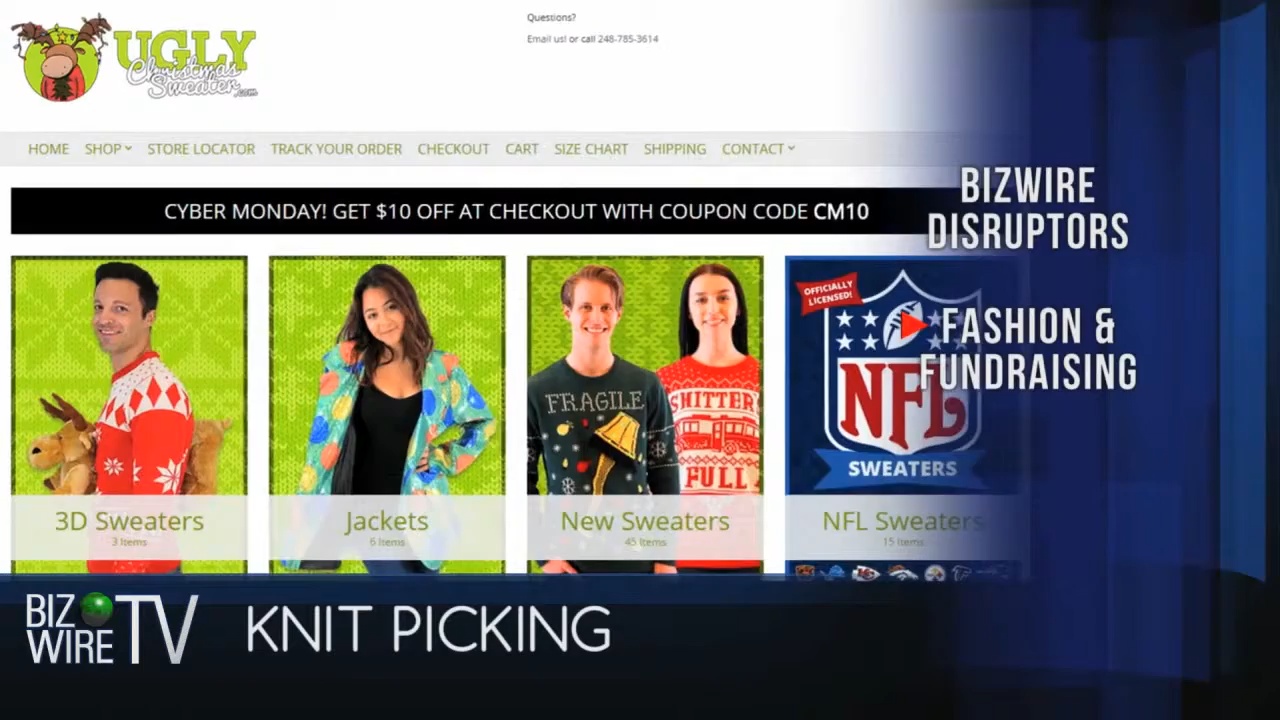 Questions?
Email us! or call 248-785-3614
UGLY
Christmas
Sweater.com
HOME SHOP STORE LOCATOR TRACK YOUR ORDER CHECKOUT CART SIZE CHART SHIPPING CONTACT
CYBER MONDAY! GET $10 OFF AT CHECKOUT WITH COUPON CODE CM10
BIZWIRE
DISRUPTORS
FASHION &
FUNDRAISING
OFFICIALLY
LICENSED!
NFL
SWEATERS
FRAGILE
SHITTER
FULL
3D Sweaters
3 Items
Jackets
6 Items
New Sweaters
45 Items
NFL Sweaters
15 Items
BIZ
WIRE TV
KNIT PICKING